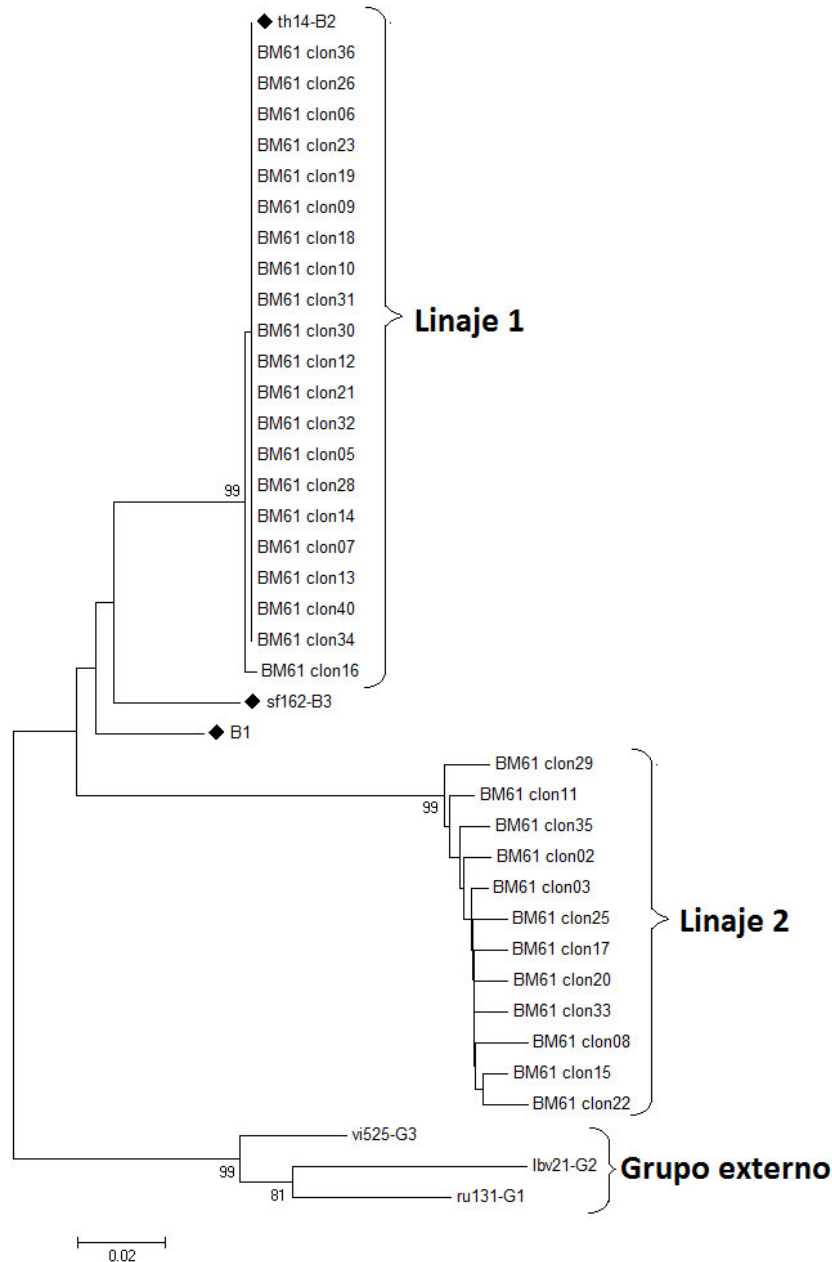 th14-B2
BM61 clon36
BM61 clon26
BM61 clon06
BM61 clon23
BM61 clon19
BM61 clon09
BM61 clon18
BM61 clon10
BM61 clon31
BM61 clon30
BM61 clon12
BM61 clon21
BM61 clon32
BM61 clon05
BM61 clon28
BM61 clon14
BM61 clon07
BM61 clon13
BM61 clon40
BM61 clon34
BM61 clon16
Linaje 1
99
sf162-B3
B1
BM61 clon29
BM61 clon11
BM61 clon35
BM61 clon02
BM61 clon03
BM61 clon25
BM61 clon17
BM61 clon20
BM61 clon33
BM61 clon08
BM61 clon15
BM61 clon22
99
Linaje 2
vi525-G3
lbv21-G2
ru131-G1
99
81
Grupo externo
0.02